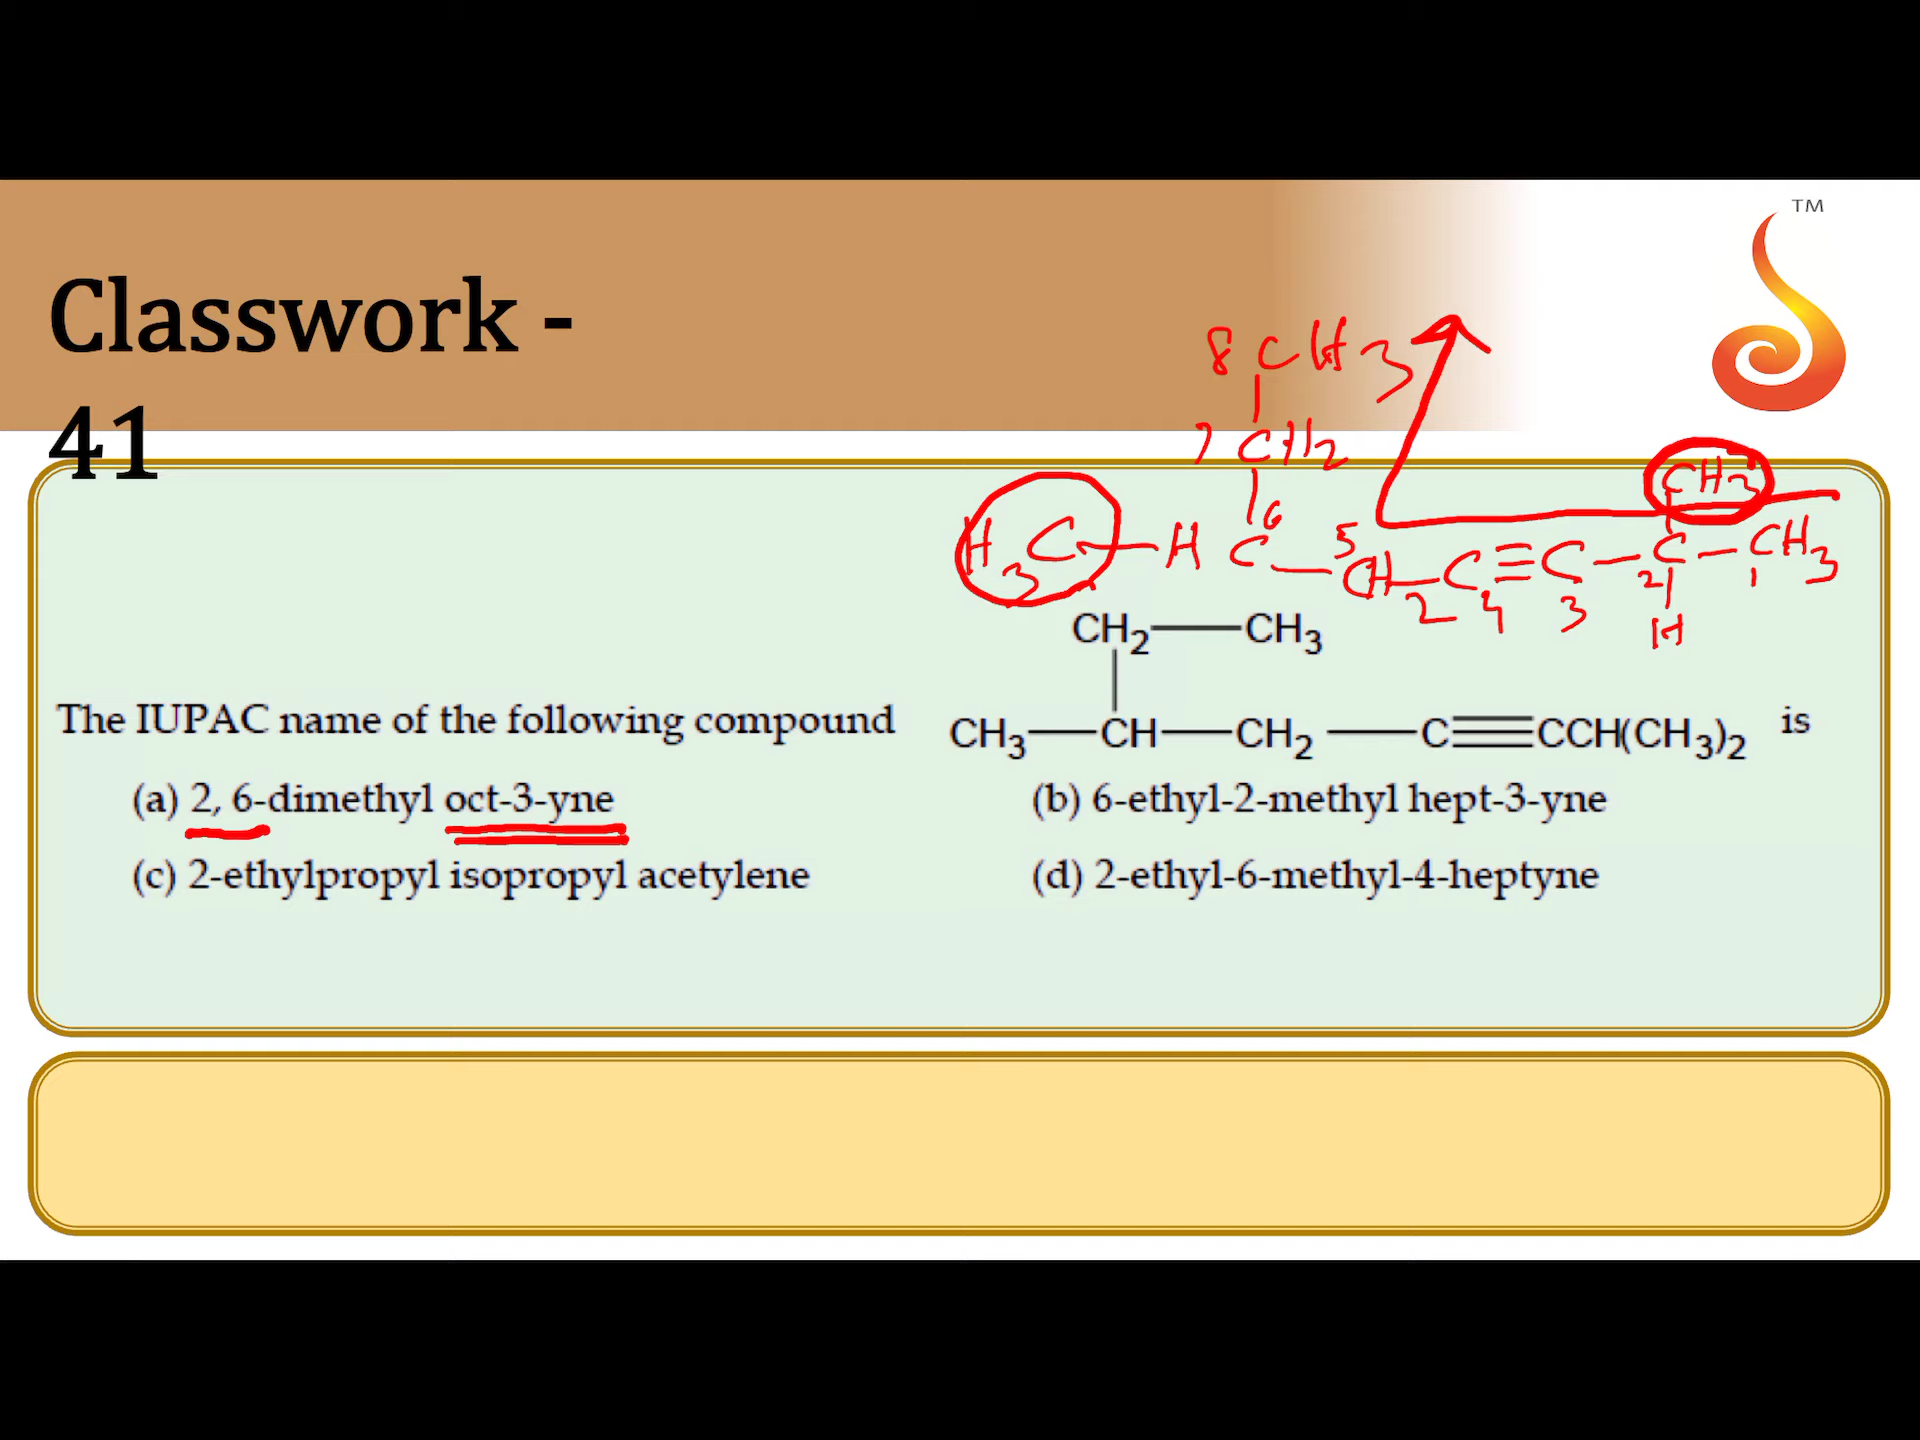 TM
Classwork -
41
8 CH3
7 CH2
6
CH3
H3C — H C — 5 CH2 — C ≡ C — C — CH3
4 3 2 1
H
CH2 — CH3
The IUPAC name of the following compound CH3 — CH — CH2 — C≡CCH(CH3)2 is
(a) 2, 6-dimethyl oct-3-yne (b) 6-ethyl-2-methyl hept-3-yne
(c) 2-ethylpropyl isopropyl acetylene (d) 2-ethyl-6-methyl-4-heptyne